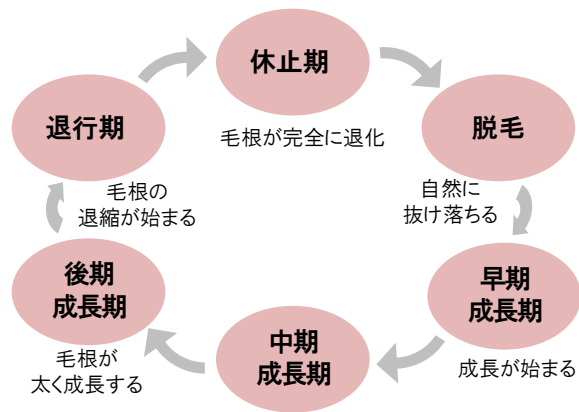 休止期
毛根が完全に退化
脱毛
自然に
抜け落ちる
早期
成長期
成長が始まる
中期
成長期
後期
成長期
毛根が
太く成長する
退行期
毛根の
退縮が始まる